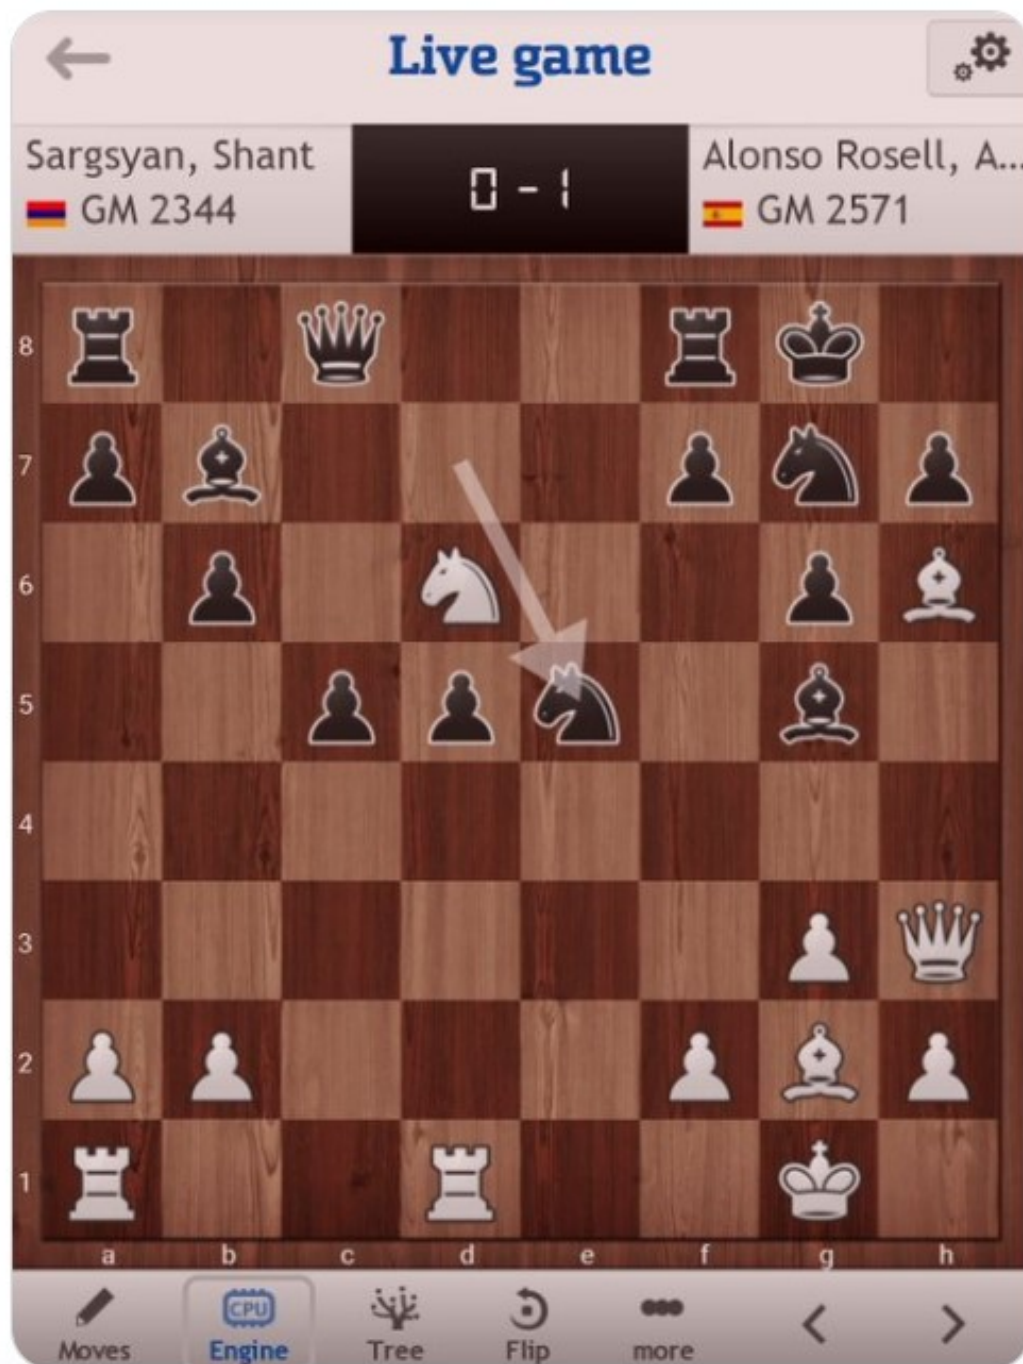 Live game
Sargsyan, Shant
GM 2344
0 - 1
Alonso Rosell, A...
GM 2571
8
7
6
5
4
3
2
1
a b c d e f g h
CPU
Moves Engine Tree Flip more